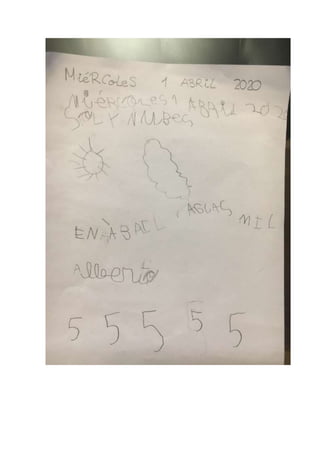 MIéRCOLES 1 ABRIL 2020
MIéRCOLES 1 ABRIL 2020
SOL Y NUBES
EN ABRIL, AGUAS MIL
Alberto
5 5 5 5 5